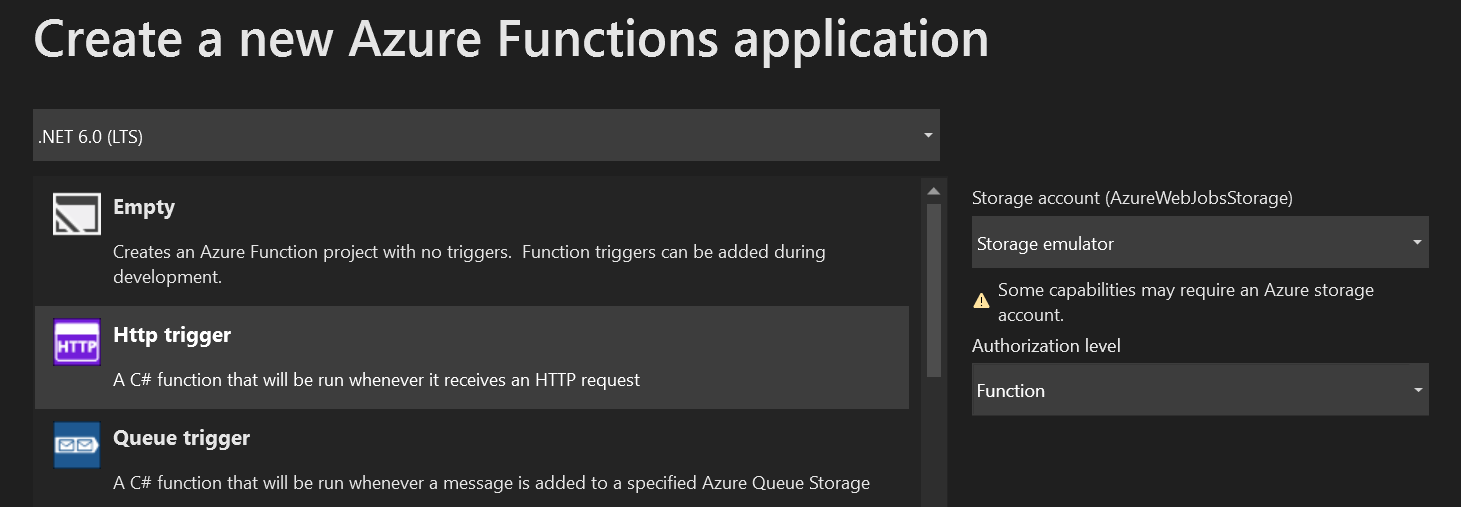 Create a new Azure Functions application
.NET 6.0 (LTS)
Empty
Creates an Azure Function project with no triggers.  Function triggers can be added during
development.
HTTP
Http trigger
A C# function that will be run whenever it receives an HTTP request
Queue trigger
A C# function that will be run whenever a message is added to a specified Azure Queue Storage
Storage account (AzureWebJobsStorage)
Storage emulator
Some capabilities may require an Azure storage
account.
Authorization level
Function